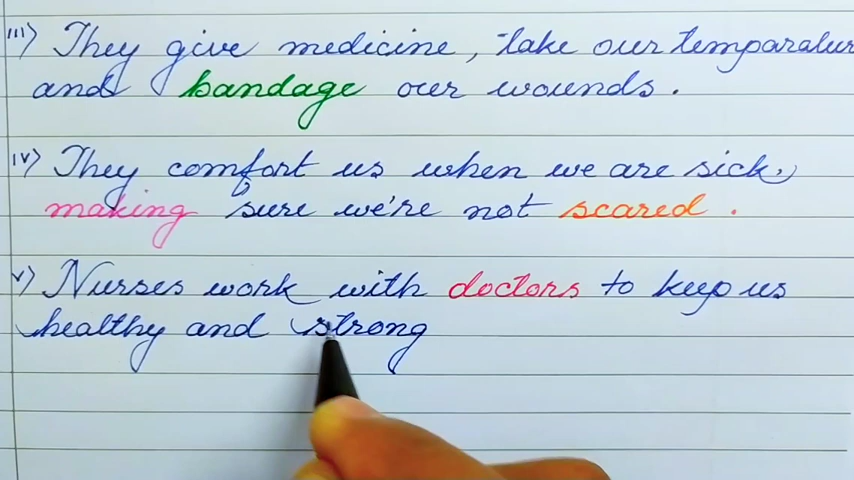 iii) They give medicine, take our temparatur
and bandage our wounds.
iv) They comfort us when we are sick,
making sure we're not scared.
v) Nurses work with doctors to keep us
healthy and strong